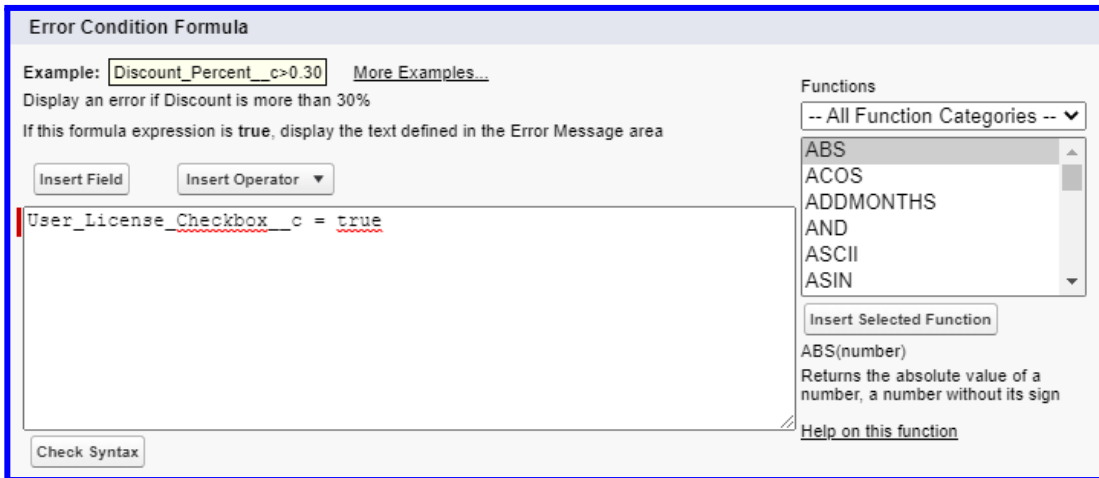 Error Condition Formula
Example: Discount_Percent__c>0.30 More Examples...
Display an error if Discount is more than 30%
If this formula expression is true, display the text defined in the Error Message area
Insert Field Insert Operator ▼
User_License_Checkbox__c = true
Check Syntax
Functions
-- All Function Categories --
ABS
ACOS
ADDMONTHS
AND
ASCII
ASIN
Insert Selected Function
ABS(number)
Returns the absolute value of a
number, a number without its sign
Help on this function